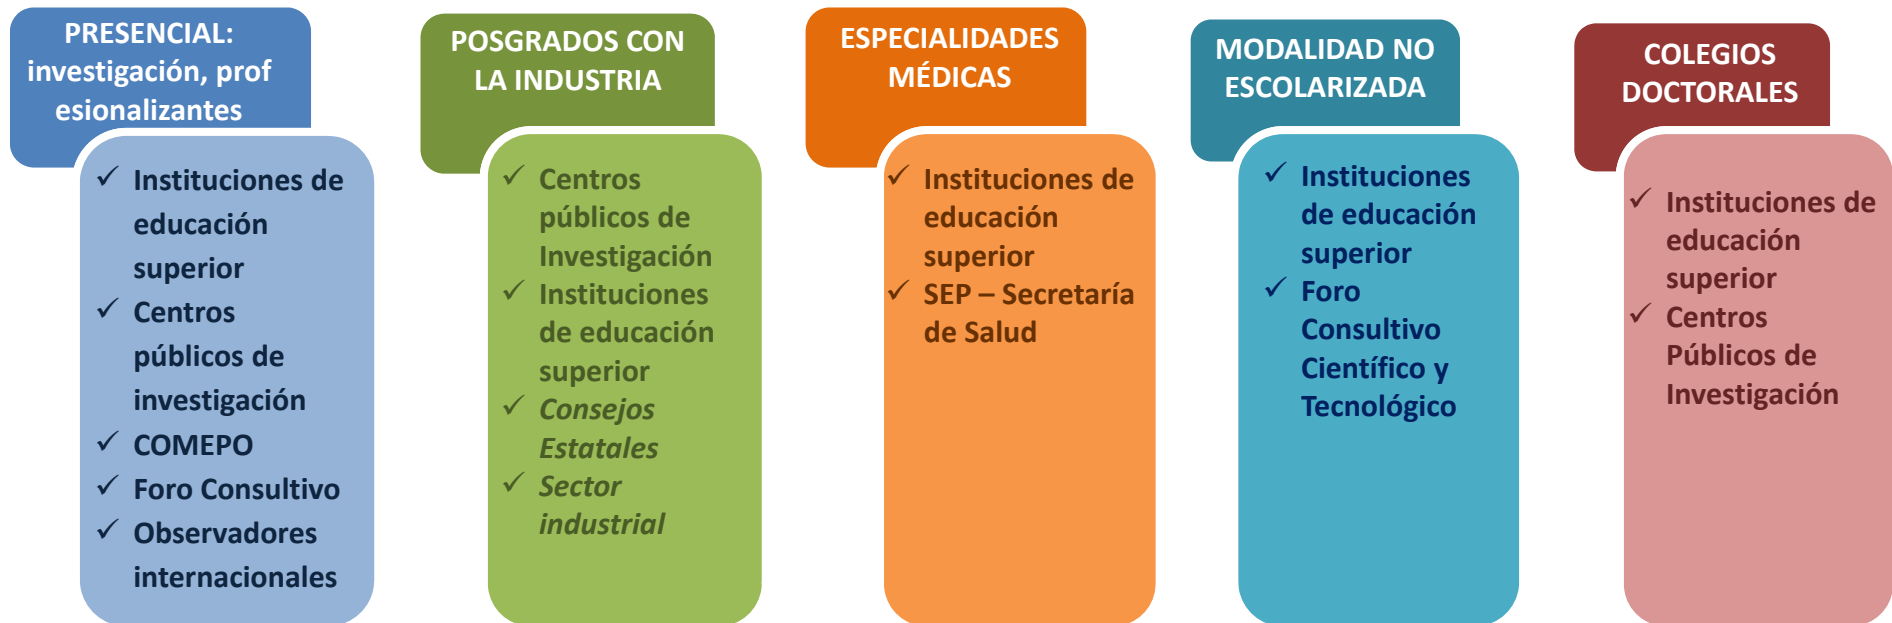 PRESENCIAL:
investigación, prof
esionalizantes
✓ Instituciones de
educación
superior
✓ Centros
públicos de
investigación
✓ COMEPO
✓ Foro Consultivo
✓ Observadores
internacionales
POSGRADOS CON
LA INDUSTRIA
✓ Centros
públicos de
Investigación
✓ Instituciones
de educación
superior
✓ Consejos
Estatales
✓ Sector
industrial
ESPECIALIDADES
MÉDICAS
✓ Instituciones de
educación
superior
✓ SEP – Secretaría
de Salud
MODALIDAD NO
ESCOLARIZADA
✓ Instituciones
de educación
superior
✓ Foro
Consultivo
Científico y
Tecnológico
COLEGIOS
DOCTORALES
✓ Instituciones de
educación
superior
✓ Centros
Públicos de
Investigación